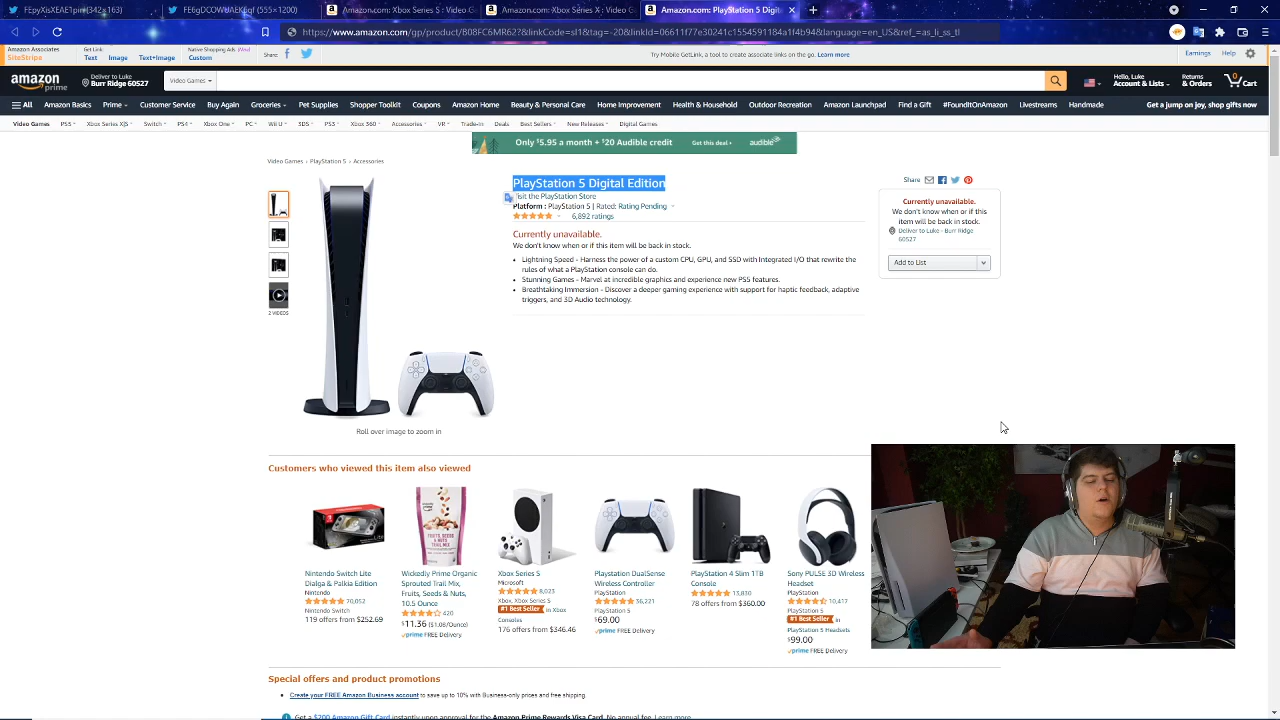 FEpyXisXEAE1pim (342×163)
FE6gDCOWUAEKfjqf (555×1200)
Amazon.com: PlayStation 5: Video G
Amazon.com: Xbox Series S: Video G
Amazon.com: PlayStation 5 Digit
https://www.amazon.com/gp/product/B08FC6MR62?&linkCode=sl1&tag=-20&linkId=06611f77e30241c1554591184a1f4b94&language=en_US&ref_=as_li_ss_tl
Amazon Associates
SiteStripe
Get Link:
Text Image Text+Image
Native Shopping Ads (New)
Custom
Share:
Try Mobile GetLink, a tool to create associate links on the go. Learn more
Earnings Help
amazon
prime
Deliver to Luke
Burr Ridge 60527
Video Games
Hello, Luke
Account & Lists
Returns
& Orders
0
Cart
All Amazon Basics Prime Customer Service Buy Again Groceries Pet Supplies Shopper Toolkit Coupons Amazon Home Beauty & Personal Care Home Improvement Health & Household Outdoor Recreation Amazon Launchpad Find a Gift #FoundItOnAmazon Livestreams Handmade Get a jump on joy, shop gifts now
Video Games PS5 Xbox Series X|S Switch PS4 Xbox One PC Wii U 3DS PS3 Xbox 360 Accessories VR Trade-in Deals Best Sellers New Releases Digital Games
Only $5.95 a month + $20 Audible credit Get this deal audible
Video Games › PlayStation 5 › Accessories
PlayStation 5 Digital Edition
isit the PlayStation Store
Platform : PlayStation 5 | Rated: Rating Pending
6,892 ratings
Currently unavailable.
We don't know when or if this item will be back in stock.
• Lightning Speed - Harness the power of a custom CPU, GPU, and SSD with Integrated I/O that rewrite the
rules of what a PlayStation console can do.
• Stunning Games - Marvel at incredible graphics and experience new PS5 features.
• Breathtaking Immersion - Discover a deeper gaming experience with support for haptic feedback, adaptive
triggers, and 3D Audio technology.
2 VIDEOS
Roll over image to zoom in
Share
Currently unavailable.
We don't know when or if this
item will be back in stock.
Deliver to Luke - Burr Ridge
60527
Add to List
Customers who viewed this item also viewed
Nintendo Switch Lite
Dialga & Palkia Edition
Nintendo
70,052
Nintendo Switch
119 offers from $252.69
Wickedly Prime Organic
Sprouted Trail Mix,
Fruits, Seeds & Nuts,
10.5 Ounce
420
$11.36 ($1.08/Ounce)
prime FREE Delivery
Xbox Series S
Microsoft
8,023
Xbox, Xbox Series S
#1 Best Seller in Xbox
Consoles
176 offers from $346.46
Playstation DualSense
Wireless Controller
PlayStation
36,221
PlayStation 5
$69.00
prime FREE Delivery
PlayStation 4 Slim 1TB
Console
13,830
78 offers from $360.00
Sony PULSE 3D Wireless
Headset
PlayStation
10,417
PlayStation 5
#1 Best Seller in
PlayStation 5 Headsets
$99.00
prime FREE Delivery
Special offers and product promotions
• Create your FREE Amazon Business account to save up to 10% with Business-only prices and free shipping.
Get a $200 Amazon Gift Card instantly upon approval for the Amazon Prime Rewards Visa Card. No annual fee. Learn more